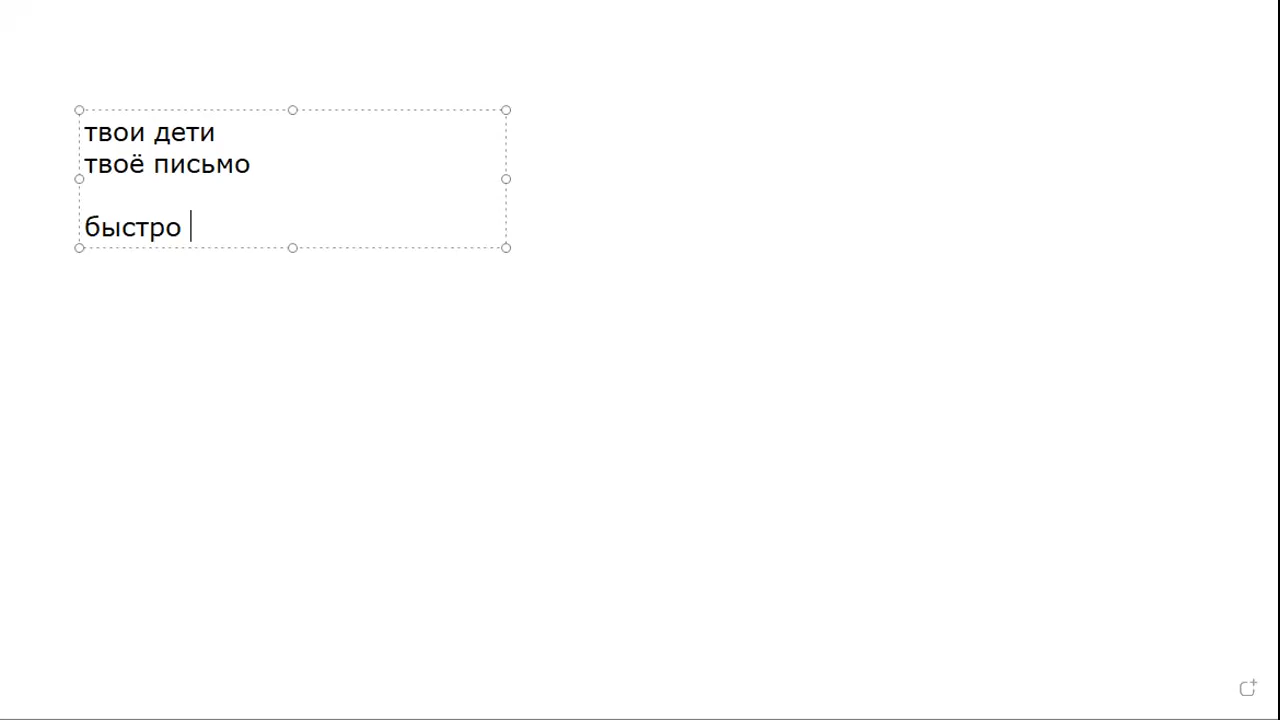 твои дети
твоё письмо
быстро